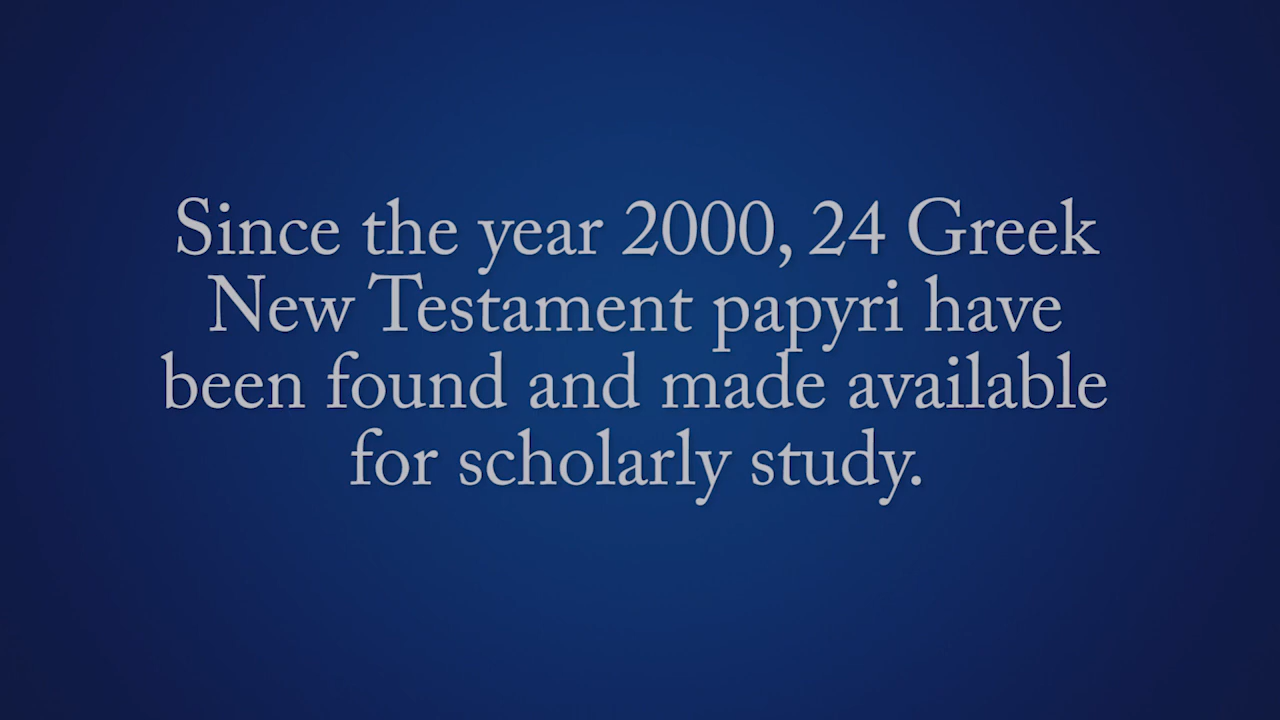 Since the year 2000, 24 Greek
New Testament papyri have
been found and made available
for scholarly study.